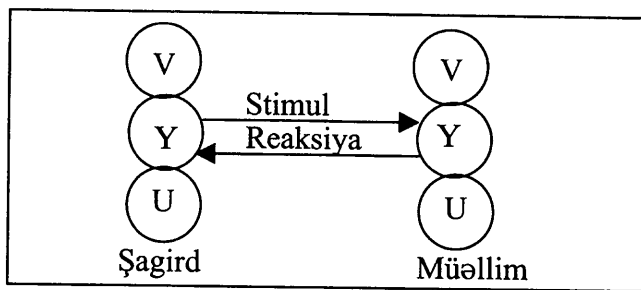 V V
Stimul
Y Y
Reaksiya
U U
Şagird Müəllim